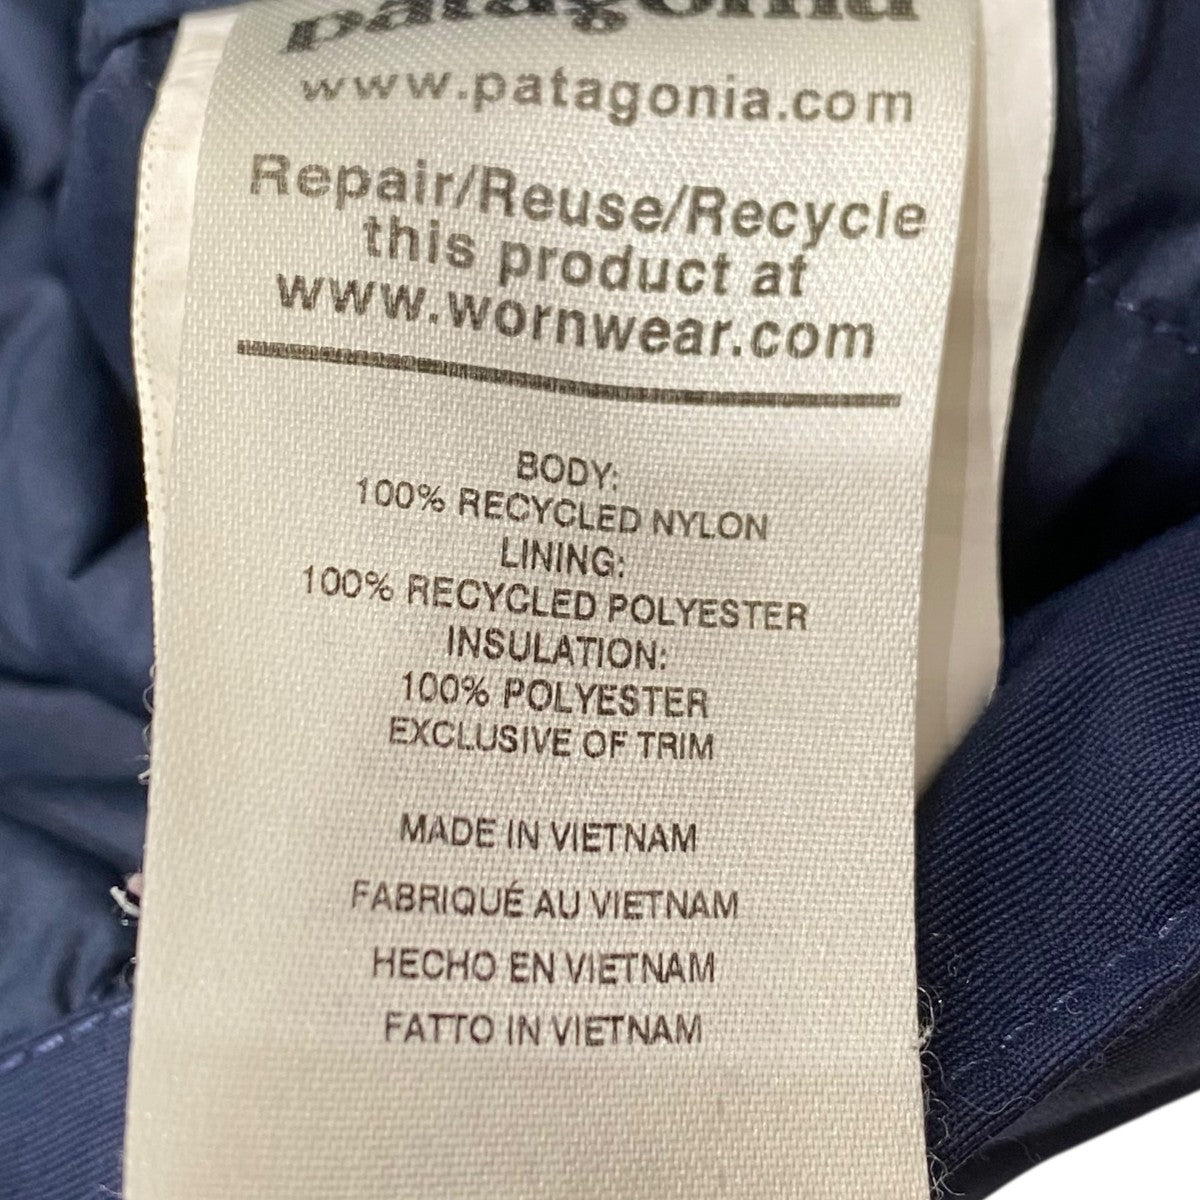 patagonia
www.patagonia.com
Repair/Reuse/Recycle
this product at
www.wornwear.com
BODY:
100% RECYCLED NYLON
LINING:
100% RECYCLED POLYESTER
INSULATION:
100% POLYESTER
EXCLUSIVE OF TRIM
MADE IN VIETNAM
FABRIQUÉ AU VIETNAM
HECHO EN VIETNAM
FATTO IN VIETNAM